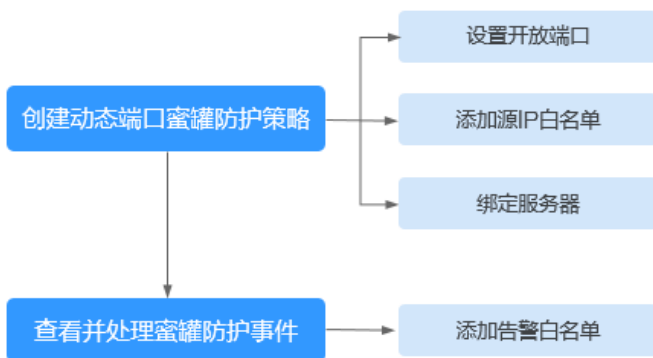 设置开放端口
创建动态端口蜜罐防护策略
添加源IP白名单
绑定服务器
查看并处理蜜罐防护事件
添加告警白名单